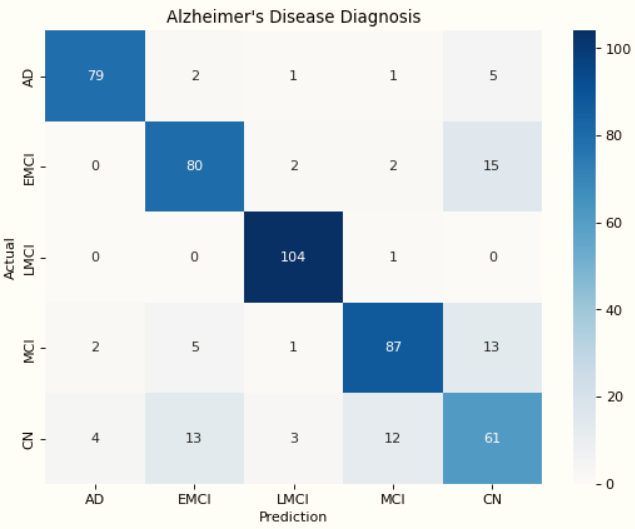 Alzheimer's Disease Diagnosis
AD 79 2 1 1 5
EMCI 0 80 2 2 15
LMCI 0 0 104 1 0
MCI 2 5 1 87 13
CN 4 13 3 12 61
AD EMCI LMCI MCI CN
Prediction
Actual
100
80
60
40
20
0